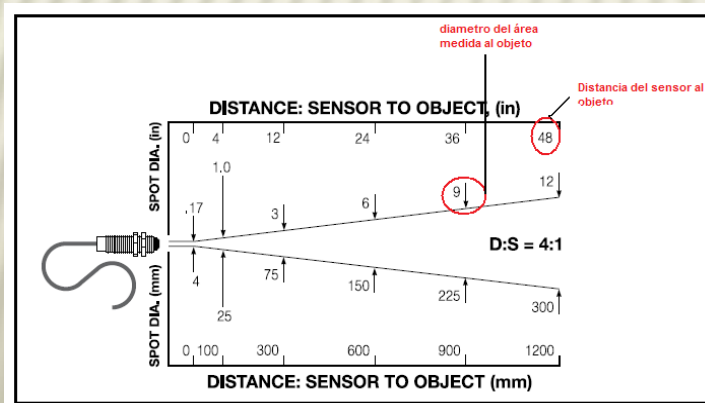 diametro del área
medida al objeto
Distancia del sensor al
objeto
DISTANCE: SENSOR TO OBJECT, (in)
SPOT DIA. (in)
0 4 12 24 36 48
.17 1.0 3 6 9 12
D:S = 4:1
SPOT DIA. (mm)
4 25 75 150 225 300
0 100 300 600 900 1200
DISTANCE: SENSOR TO OBJECT (mm)